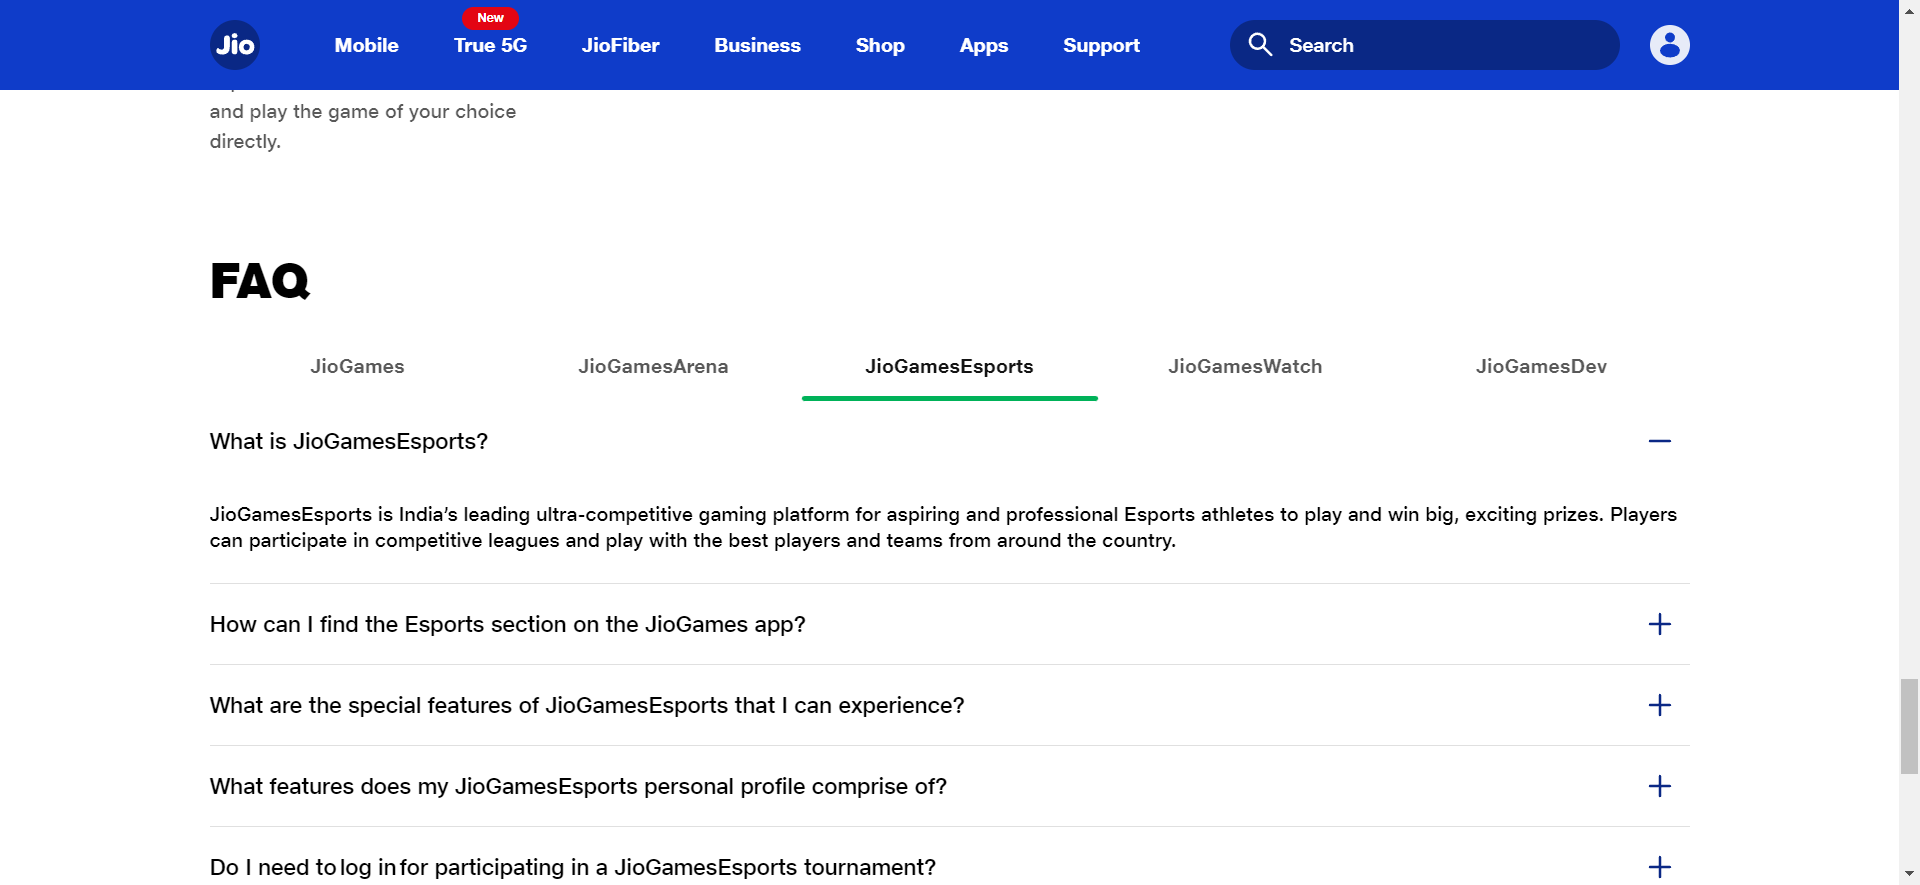 New
Jio Mobile True 5G JioFiber Business Shop Apps Support Search
and play the game of your choice
directly.
FAQ
JioGames JioGamesArena JioGamesEsports JioGamesWatch JioGamesDev
What is JioGamesEsports?
JioGamesEsports is India’s leading ultra-competitive gaming platform for aspiring and professional Esports athletes to play and win big, exciting prizes. Players
can participate in competitive leagues and play with the best players and teams from around the country.
How can I find the Esports section on the JioGames app?
What are the special features of JioGamesEsports that I can experience?
What features does my JioGamesEsports personal profile comprise of?
Do I need to log in for participating in a JioGamesEsports tournament?